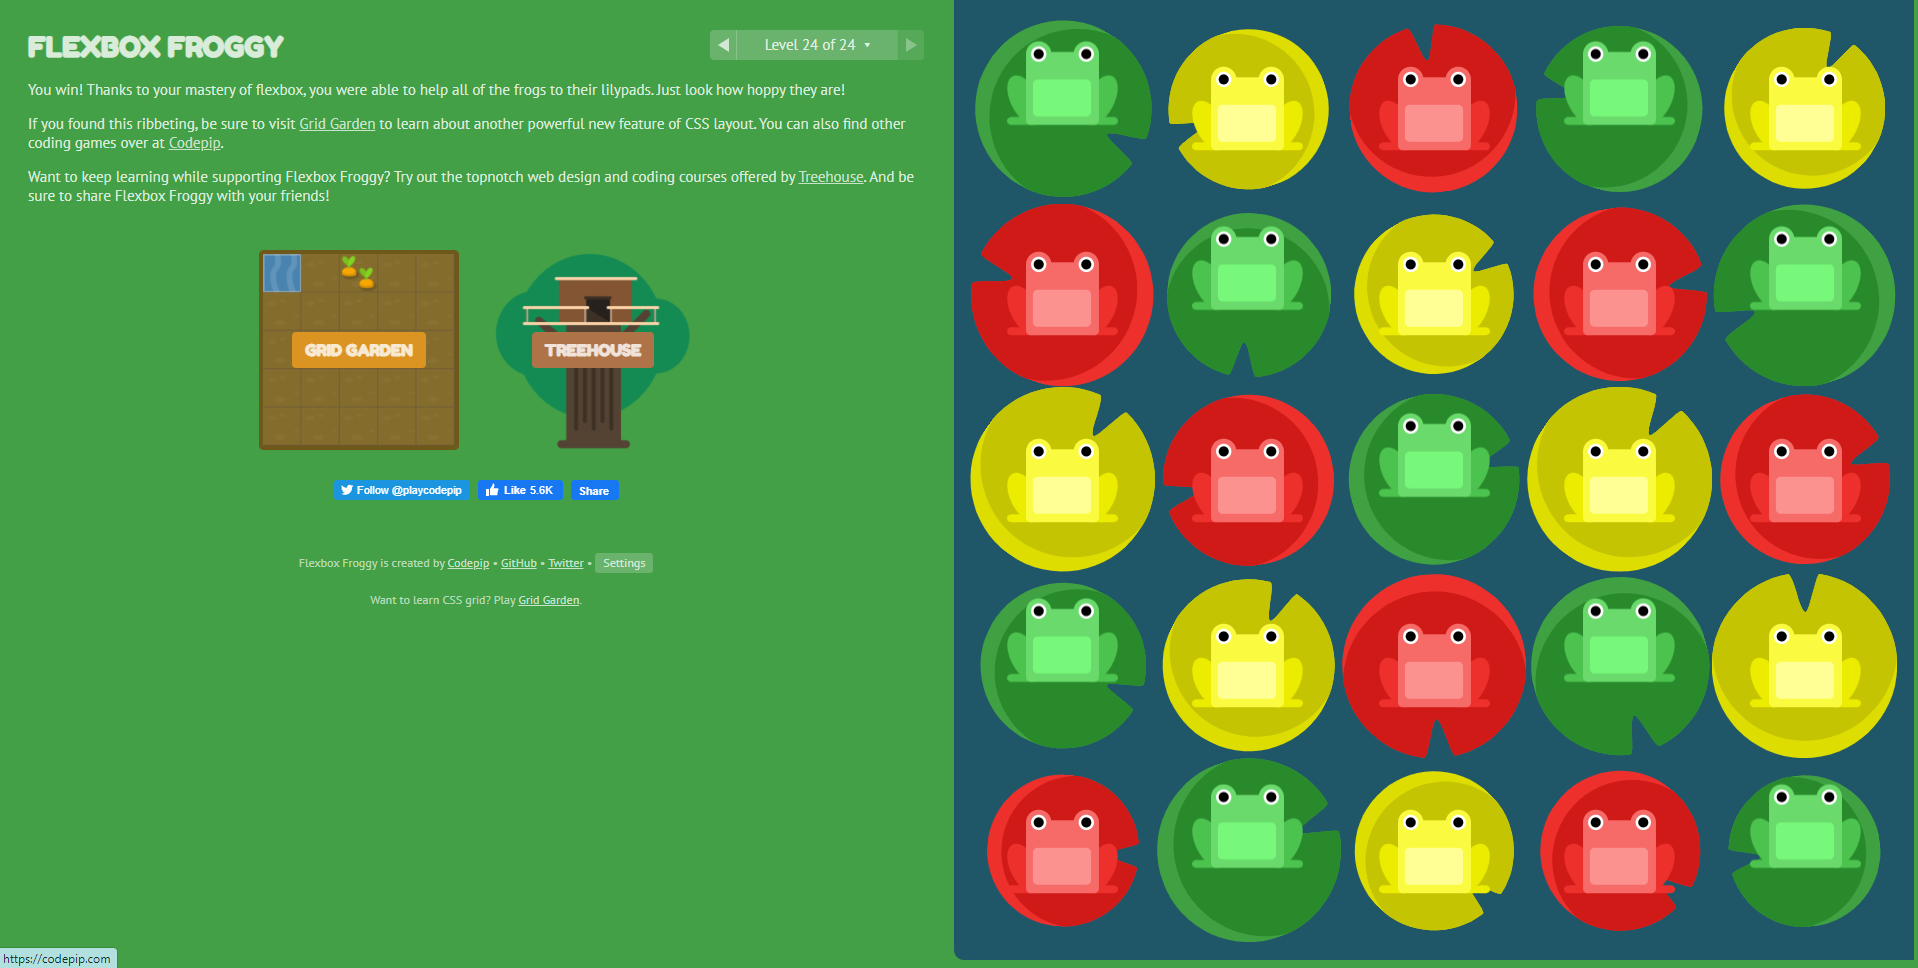 FLEXBOX FROGGY
Level 24 of 24
You win! Thanks to your mastery of flexbox, you were able to help all of the frogs to their lilypads. Just look how hoppy they are!
If you found this ribbeting, be sure to visit Grid Garden to learn about another powerful new feature of CSS layout. You can also find other
coding games over at Codepip.
Want to keep learning while supporting Flexbox Froggy? Try out the topnotch web design and coding courses offered by Treehouse. And be
sure to share Flexbox Froggy with your friends!
GRID GARDEN
TREEHOUSE
Follow @playcodepip
Like 5.6K
Share
Flexbox Froggy is created by Codepip • GitHub • Twitter • Settings
Want to learn CSS grid? Play Grid Garden.
https://codepip.com